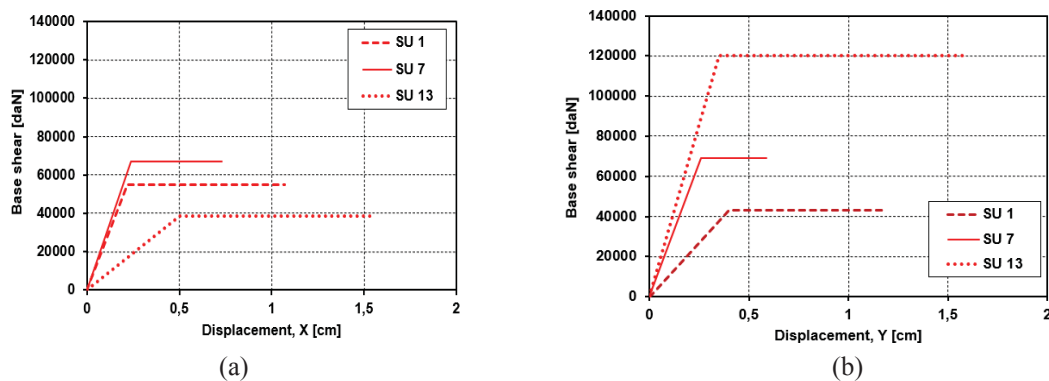 140000
120000
100000
80000
60000
40000
20000
0
Base shear [daN]
SU 1
SU 7
SU 13
0 0,5 1 1,5 2
Displacement, X [cm]
(a)
140000
120000
100000
80000
60000
40000
20000
0
Base shear [daN]
SU 1
SU 7
SU 13
0 0,5 1 1,5 2
Displacement, Y [cm]
(b)